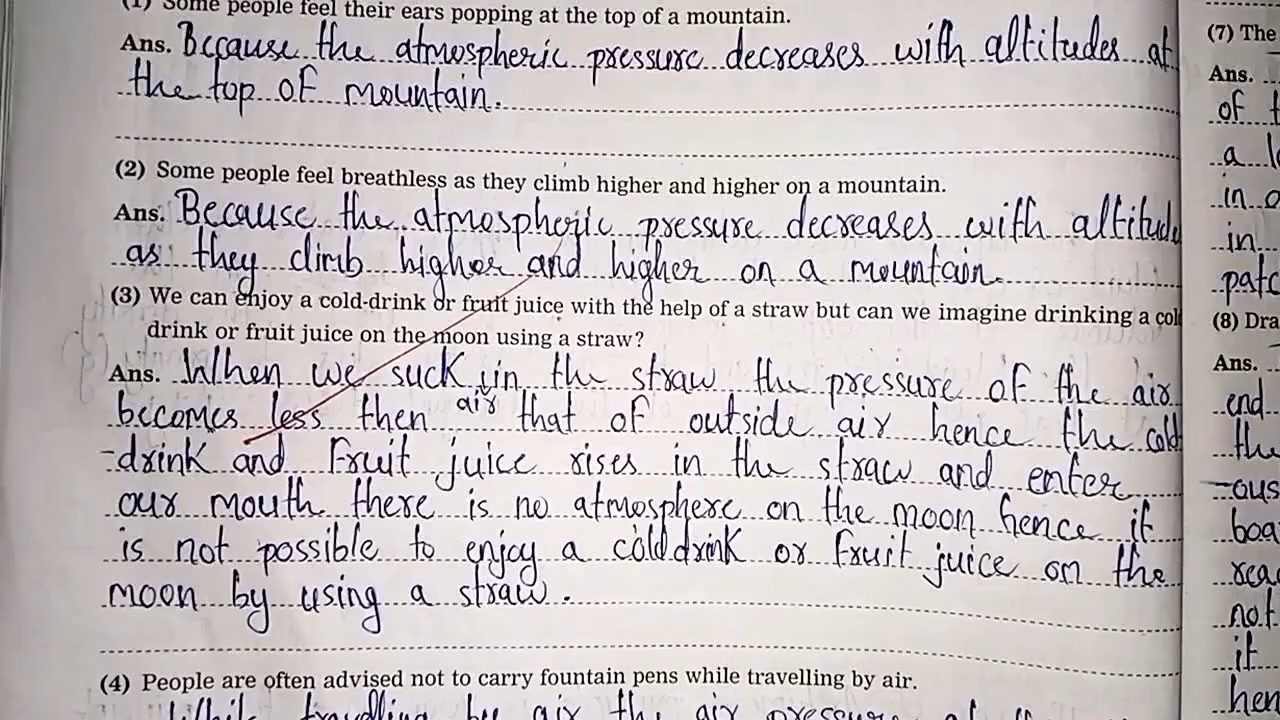 (1) Some people feel their ears popping at the top of a mountain.
Ans. Because the atmospheric pressure decreases with altitudes at
the top of mountain.
(2) Some people feel breathless as they climb higher and higher on a mountain.
Ans. Because the atmospheric pressure decreases with altitude
as they climb higher and higher on a mountain.
(3) We can enjoy a cold-drink or fruit juice with the help of a straw but can we imagine drinking a col
drink or fruit juice on the moon using a straw?
Ans. When we suck in the straw the pressure of the air
becomes less then air that of outside air hence the cold
-drink and Fruit juice rises in the straw and enter
our mouth there is no atmosphere on the moon hence it
is not possible to enjoy a cold drink or Fruit juice on the
moon by using a straw.
(4) People are often advised not to carry fountain pens while travelling by air.
air the air
(7) The
Ans.
of
a
in
in
(8) Dra
Ans.
end
the
-ous
boa
rea
not
it
hen